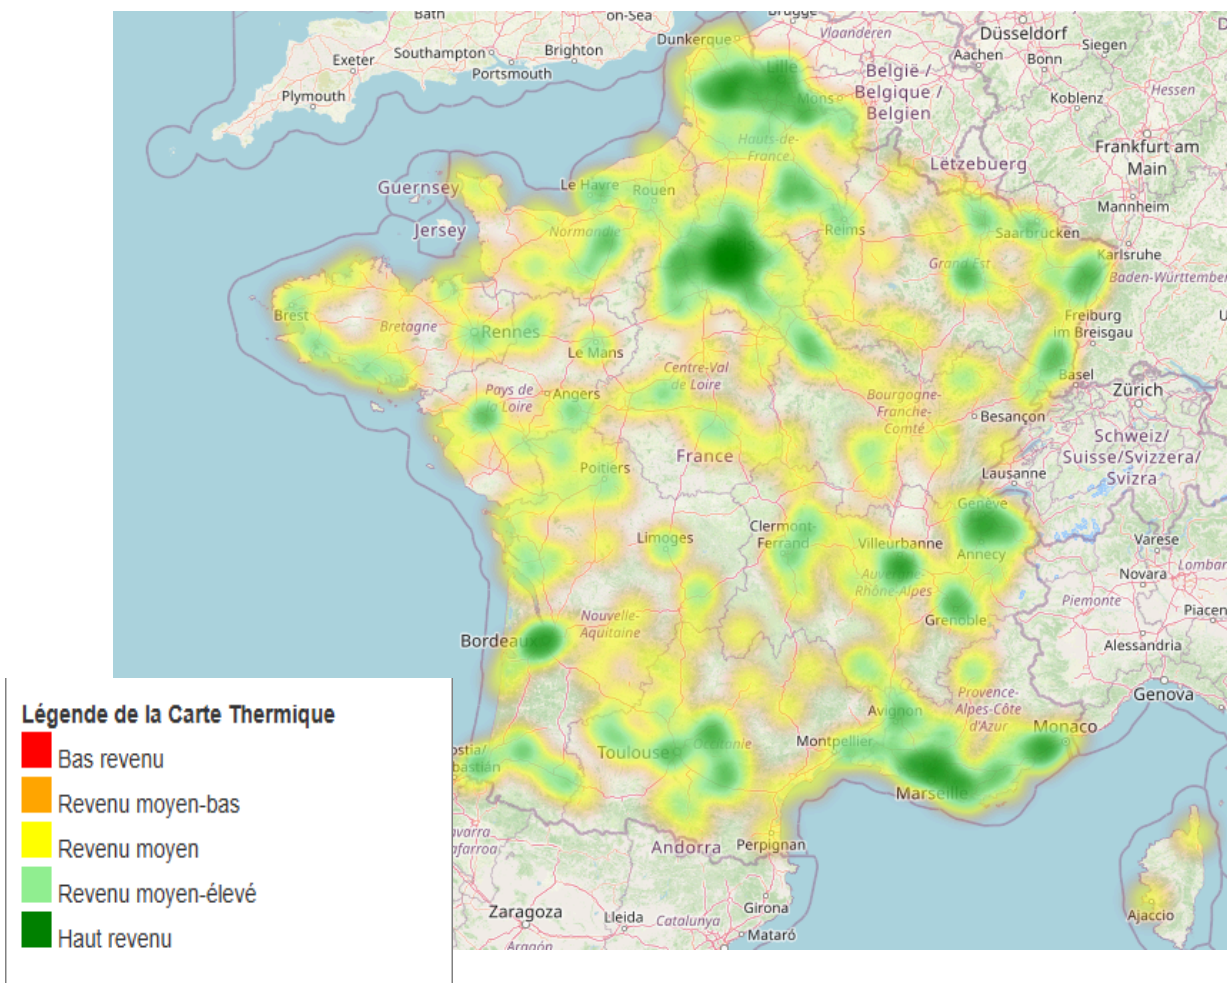 Bath
on-Sea
Brugge
Dunkerque
Vlaanderen
Düsseldorf
Siegen
Exeter
Southampton
Brighton
Aachen
Bonn
Portsmouth
Lille
België /
Belgique /
Belgien
Hessen
Plymouth
Mons
Koblenz
Hauts-de-
France
Lëtzebuerg
Frankfurt am
Main
Guernsey
Le Havre
Rouen
Mannheim
Jersey
Normandie
Reims
Saarbrücken
Karlsruhe
Grand Est
Baden-Württember
Brest
Bretagne
Rennes
Freiburg
im Breisgau
Le Mans
Centre-Val
de Loire
Basel
Zürich
Pays de
la Loire
Angers
Bourgogne-
Franche-
Comté
Besançon
France
Schweiz/
Suisse/Svizzera/
Svizra
Poitiers
Lausanne
Genève
Clermont-
Ferrand
Limoges
Villeurbanne
Annecy
Varese
Lombar
Auvergne-
Rhône-Alpes
Novara
Nouvelle-
Aquitaine
Grenoble
Piemonte
Piacen
Bordeaux
Alessandria
Provence-
Alpes-Côte
d'Azur
Genova
Légende de la Carte Thermique
Avignon
Monaco
Bas revenu
ostia/
bastián
Toulouse
Occitanie
Montpellier
Revenu moyen-bas
Marseille
Revenu moyen
avarra
afarroa
Andorra
Perpignan
Revenu moyen-élevé
Zaragoza
Lleida
Catalunya
Girona
Ajaccio
Haut revenu
Aragón
Mataró